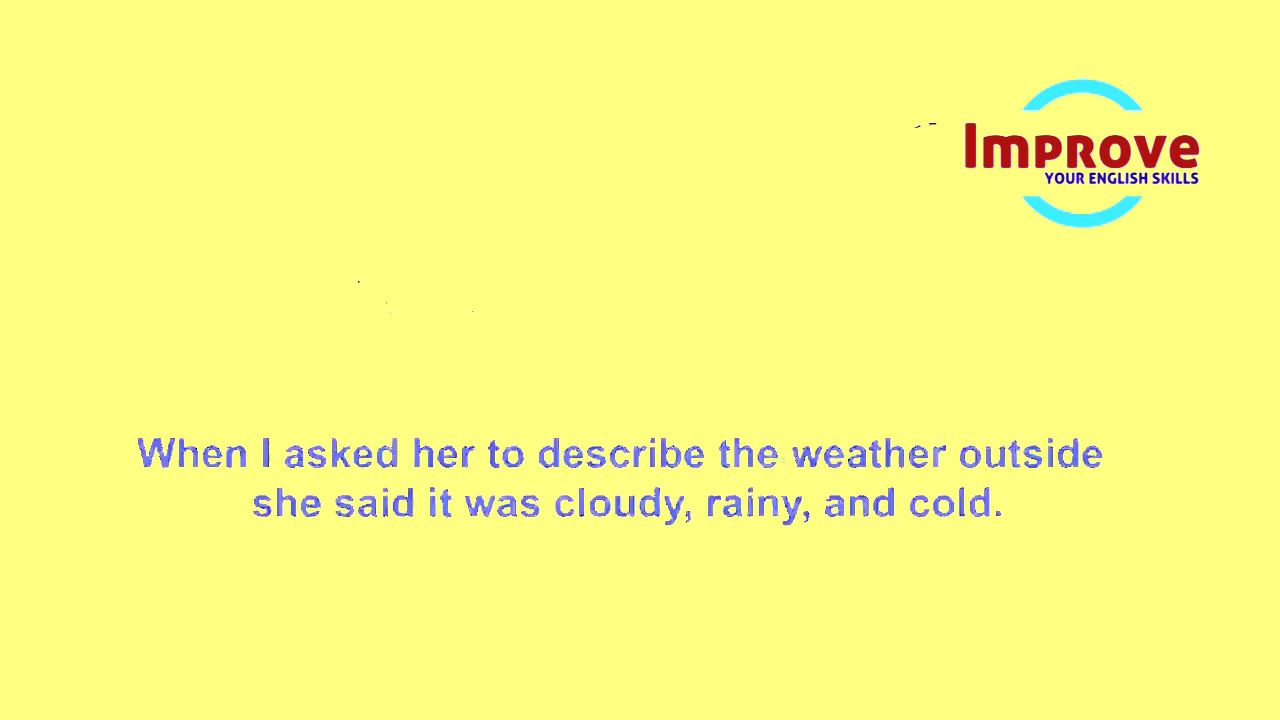 Improve
YOUR ENGLISH SKILLS
When I asked her to describe the weather outside
she said it was cloudy, rainy, and cold.